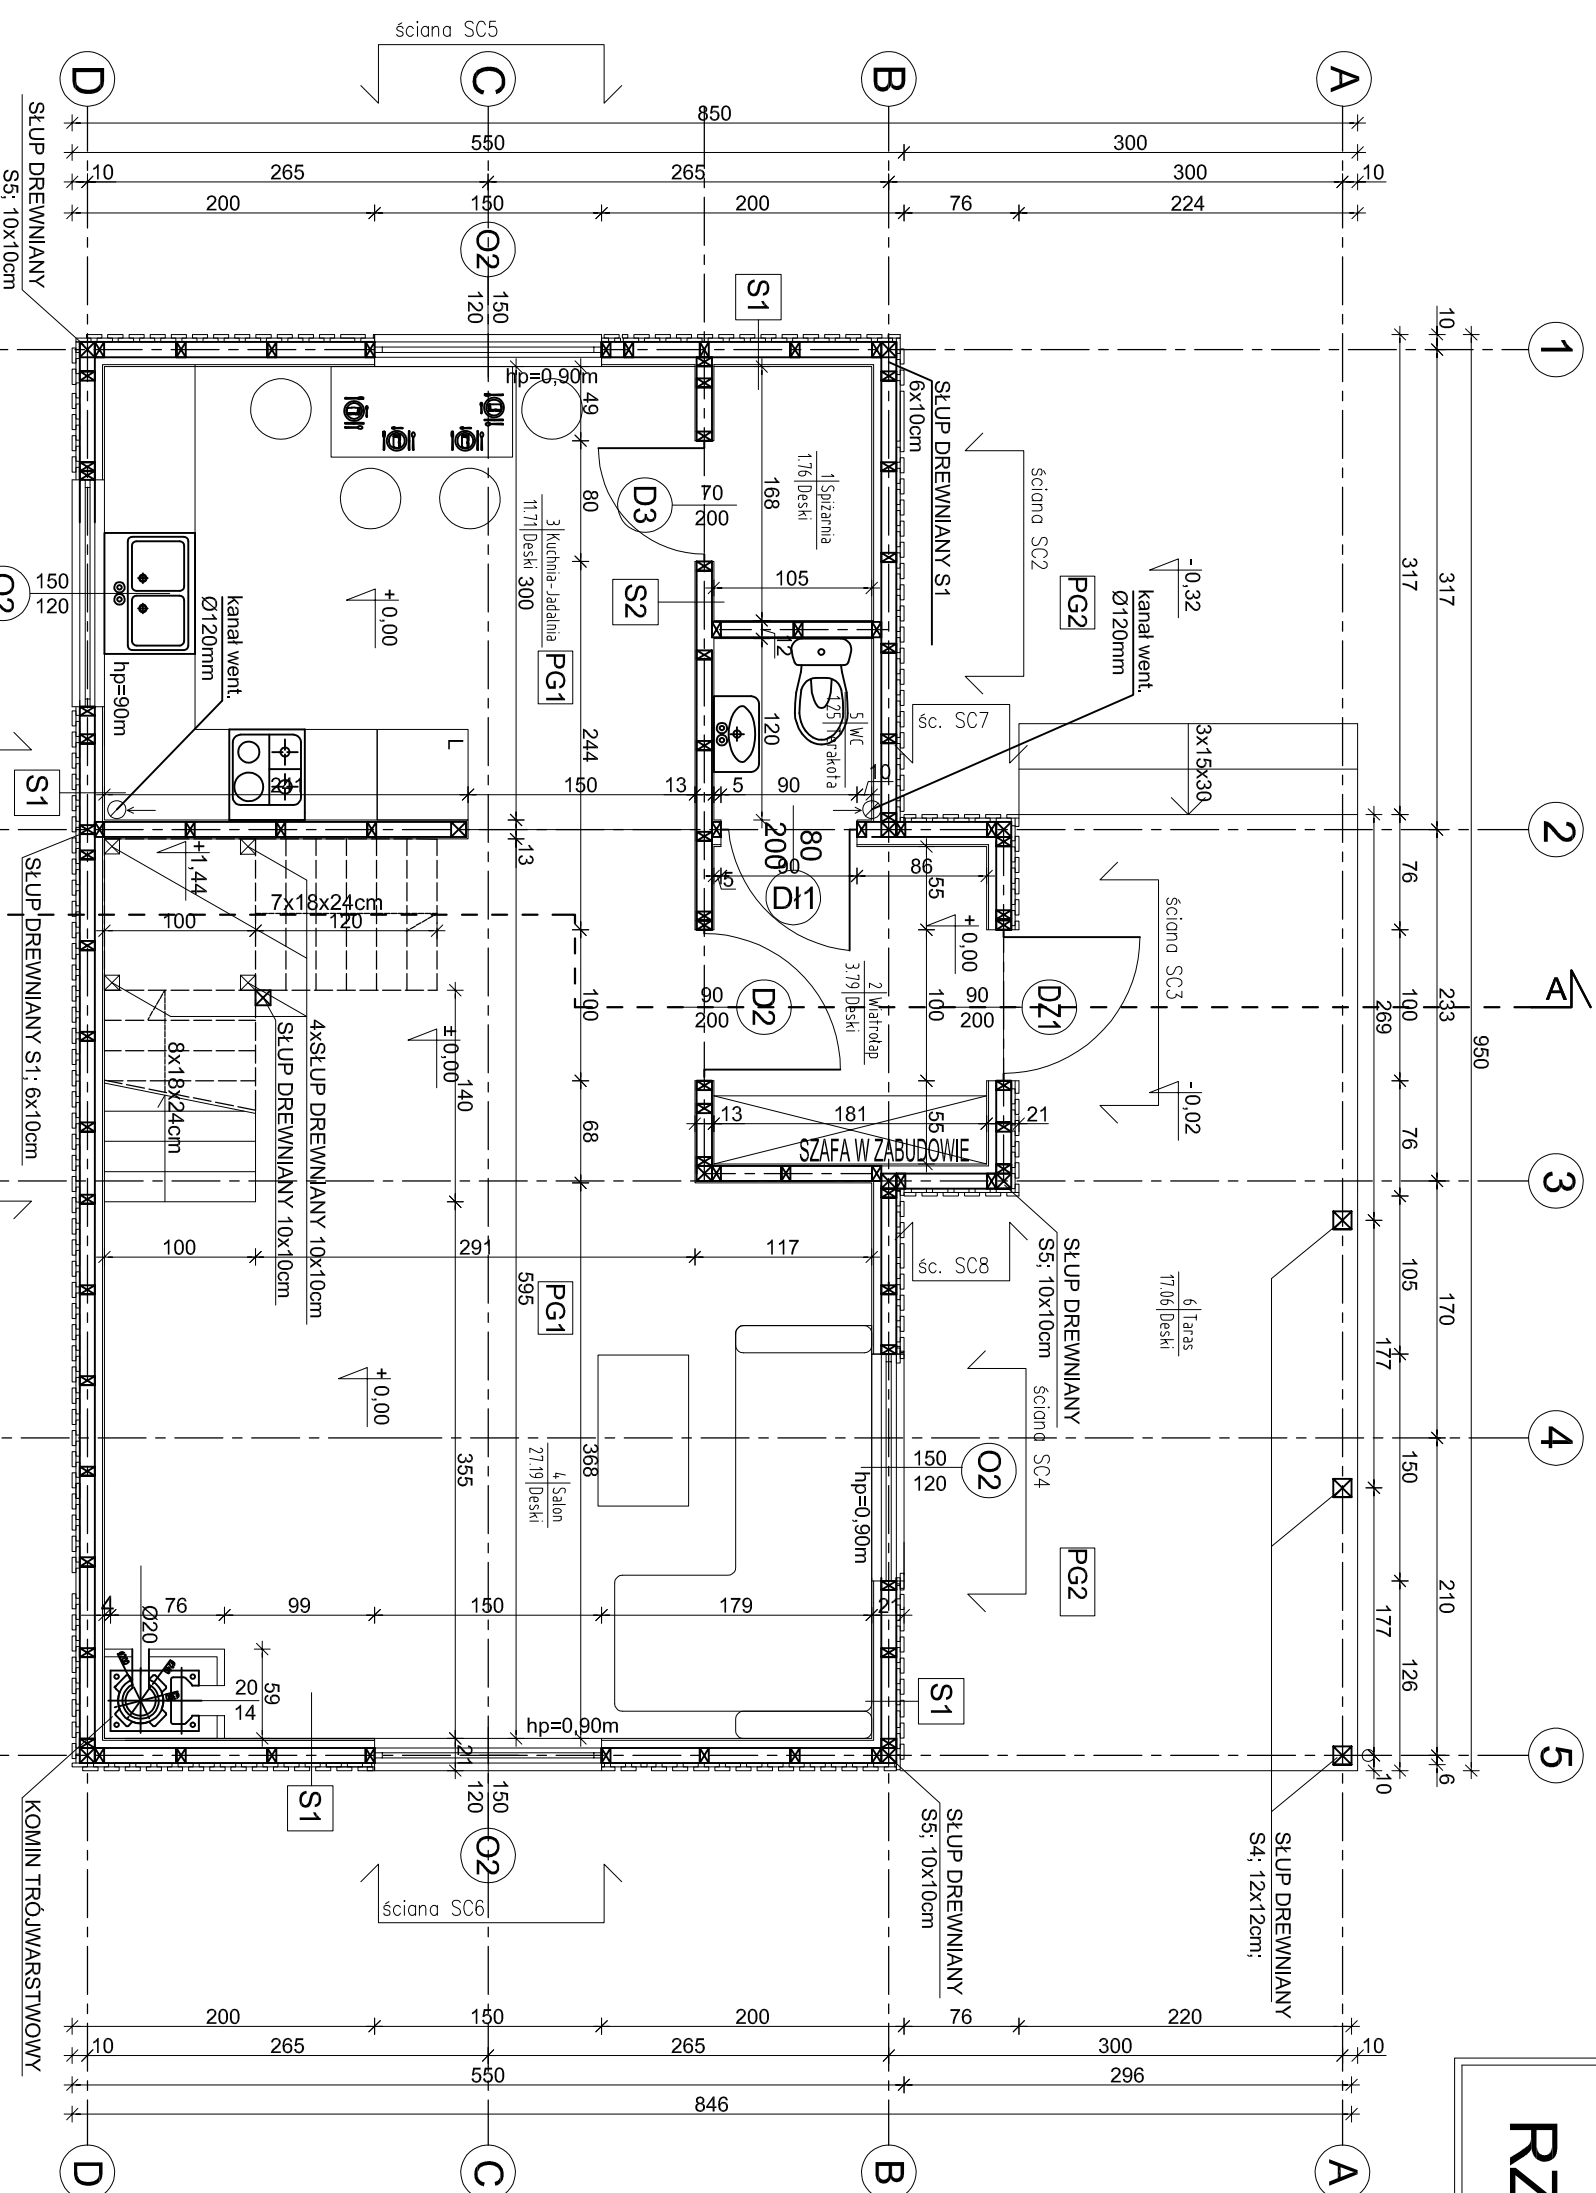 ściana SC5
D
C
B
A
850
550
300
10
265
265
300
10
200
150
200
76
224
SŁUP DREWNIANY
S5; 10x10cm
O2
150
120
S1
10
1
hp=0,90m
49
SŁUP DREWNIANY S1
6x10cm
ściana SC2
317
317
1 Spiżarnia
1.76 Deski
168
80
D3
70
200
3 Kuchnia-Jadalnia
11.71 Deski
300
S2
105
-0,32
PG2
kanał went.
Ø120mm
+0,00
O2
150
120
kanał went.
Ø120mm
hp=90m
PG1
12
120
5 WC
1.25 Terakota
śc. SC7
3x15x30
244
L
241
150
13
5
90
10
S1
2
13
80
200
90
86
55
5
Dł1
+1,44
7x18x24cm
100
120
76
SŁUP DREWNIANY S1; 6x10cm
+0,00
ściana SC3
100
90
200
D2
2 Wiatrołap
3.79 Deski
100
90
200
DZ1
A
269
100
233
950
SŁUP DREWNIANY 10x10cm
4xSŁUP DREWNIANY 10x10cm
±0,00
140
8x18x24cm
68
-0,02
13
181
55
21
SZAFA W ZABUDOWIE
76
3
100
291
117
śc. SC8
SŁUP DREWNIANY
S5; 10x10cm
595
PG1
6 Taras
17.06 Deski
105
170
177
+0,00
ściana SC4
4
355
368
4 Salon
27.19 Deski
150
120
O2
hp=0,90m
150
PG2
210
177
126
4
76
99
150
179
21
Ø20
59
20
14
S1
hp=0,90m
21
5
6
10
S1
150
120
O2
SŁUP DREWNIANY
S5; 10x10cm
SŁUP DREWNIANY
S4; 12x12cm;
KOMIN TRÓJWARSTWOWY
ściana SC6
200
150
200
76
220
10
265
265
300
10
550
296
846
D
C
B
A
RZ